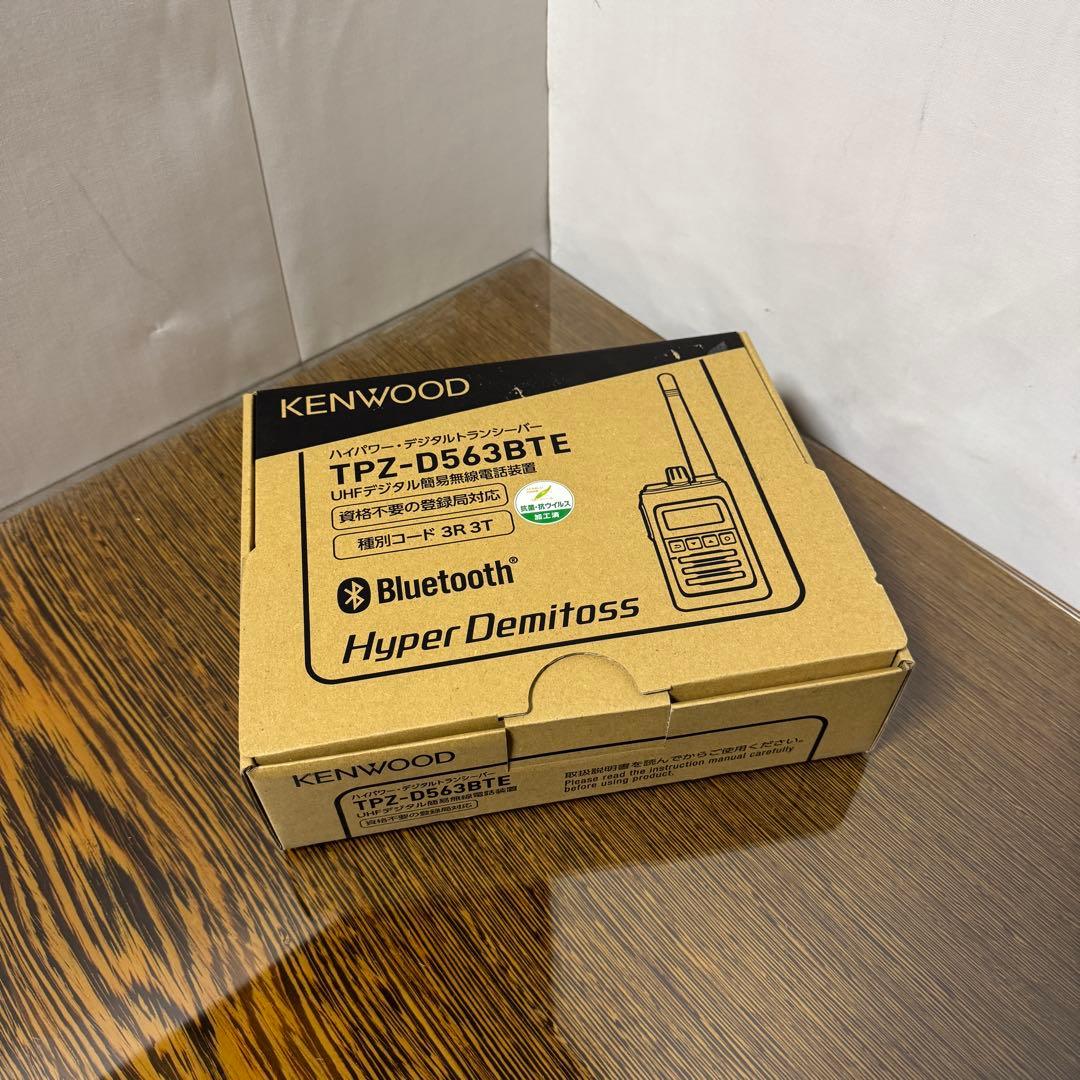 KENWOOD
ハイパワー・デジタルトランシーバー
TPZ-D563BTE
UHFデジタル簡易無線電話装置
資格不要の登録局対応
種別コード 3R 3T
抗菌・抗ウイルス
加工済
Bluetooth®
Hyper Demitoss
KENWOOD
ハイパワー・デジタルトランシーバー
TPZ-D563BTE
UHFデジタル簡易無線電話装置
資格不要の登録局対応
取扱説明書を読んでからご使用ください。
Please read the instruction manual carefully
before using product.